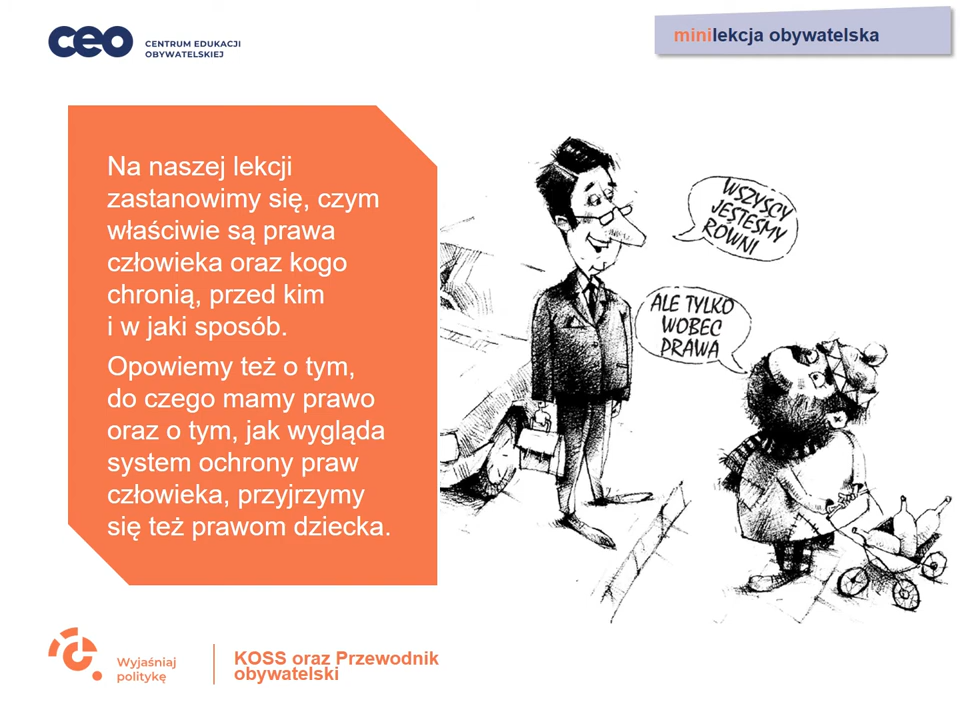 ceo
CENTRUM EDUKACJI
OBYWATELSKIEJ
minilekcja obywatelska
Na naszej lekcji
zastanowimy się, czym
właściwie są prawa
człowieka oraz kogo
chronią, przed kim
i w jaki sposób.
Opowiemy też o tym,
do czego mamy prawo
oraz o tym, jak wygląda
system ochrony praw
człowieka, przyjrzymy
się też prawom dziecka.
WSZYSCY
JESTEŚMY
RÓWNI
ALE TYLKO
WOBEC
PRAWA
Wyjaśniaj
politykę
KOSS oraz Przewodnik
obywatelski